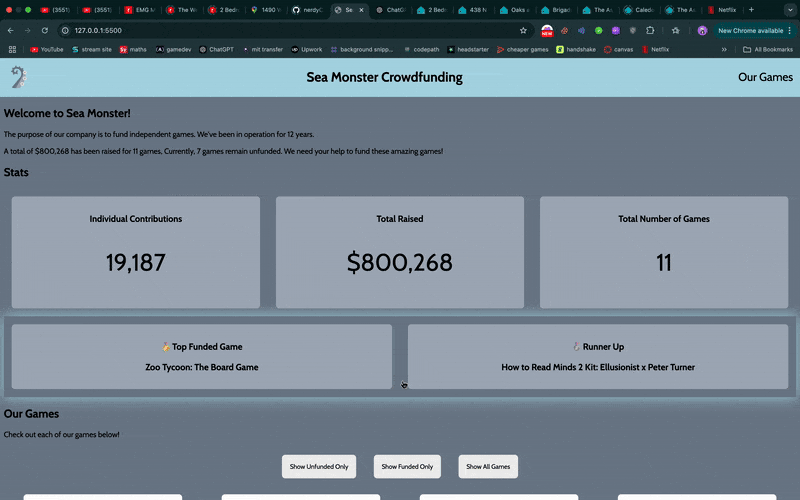 (3551)
(3551)
EMG M
The W
2 Bedr
1490 V
nerdyC
Se
ChatG
2 Bedr
438 N
Oaks a
Brigad
The Au
Caledo
The Au
The Av
Netflix
127.0.0.1:5500
NEW
New Chrome available
YouTube
stream site
maths
gamedev
ChatGPT
mit transfer
Upwork
background snipp...
codepath
headstarter
cheaper games
handshake
canvas
Netflix
All Bookmarks
Sea Monster Crowdfunding
Our Games
Welcome to Sea Monster!
The purpose of our company is to fund independent games. We've been in operation for 12 years.
A total of $800,268 has been raised for 11 games. Currently, 7 games remain unfunded. We need your help to fund these amazing games!
Stats
Individual Contributions
19,187
Total Raised
$800,268
Total Number of Games
11
🥇 Top Funded Game
Zoo Tycoon: The Board Game
🥈 Runner Up
How to Read Minds 2 Kit: Ellusionist x Peter Turner
Our Games
Check out each of our games below!
Show Unfunded Only
Show Funded Only
Show All Games